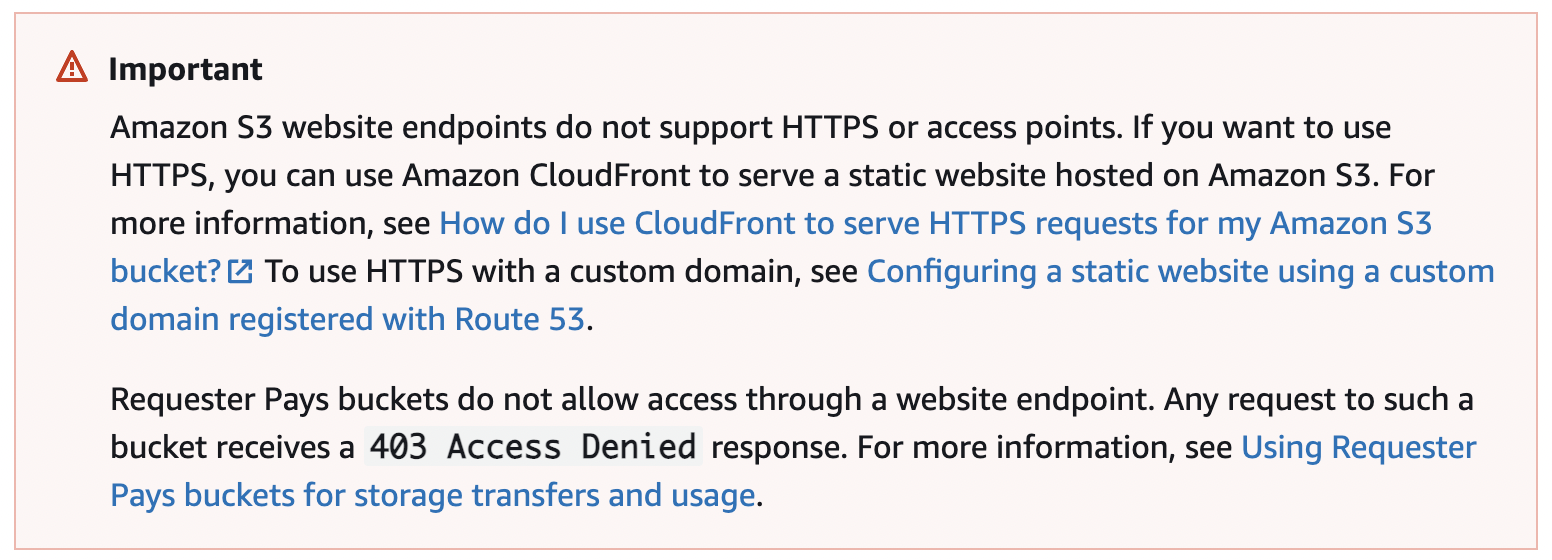 Important
Amazon S3 website endpoints do not support HTTPS or access points. If you want to use
HTTPS, you can use Amazon CloudFront to serve a static website hosted on Amazon S3. For
more information, see How do I use CloudFront to serve HTTPS requests for my Amazon S3
bucket? To use HTTPS with a custom domain, see Configuring a static website using a custom
domain registered with Route 53.
Requester Pays buckets do not allow access through a website endpoint. Any request to such a
bucket receives a 403 Access Denied response. For more information, see Using Requester
Pays buckets for storage transfers and usage.